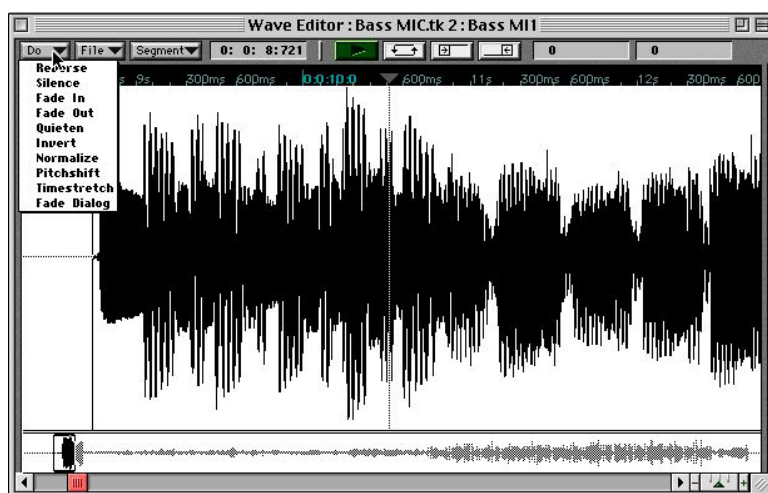 Wave Editor : Bass MIC.tk 2 : Bass MI1
Do File Segment 0: 0: 8:721 0 0
9s, 300ms 600ms 0:0:10:0 600ms 11s 300ms 600ms 12s 300ms 600
Reverse
Silence
Fade In
Fade Out
Quieten
Invert
Normalize
Pitchshift
Timestretch
Fade Dialog